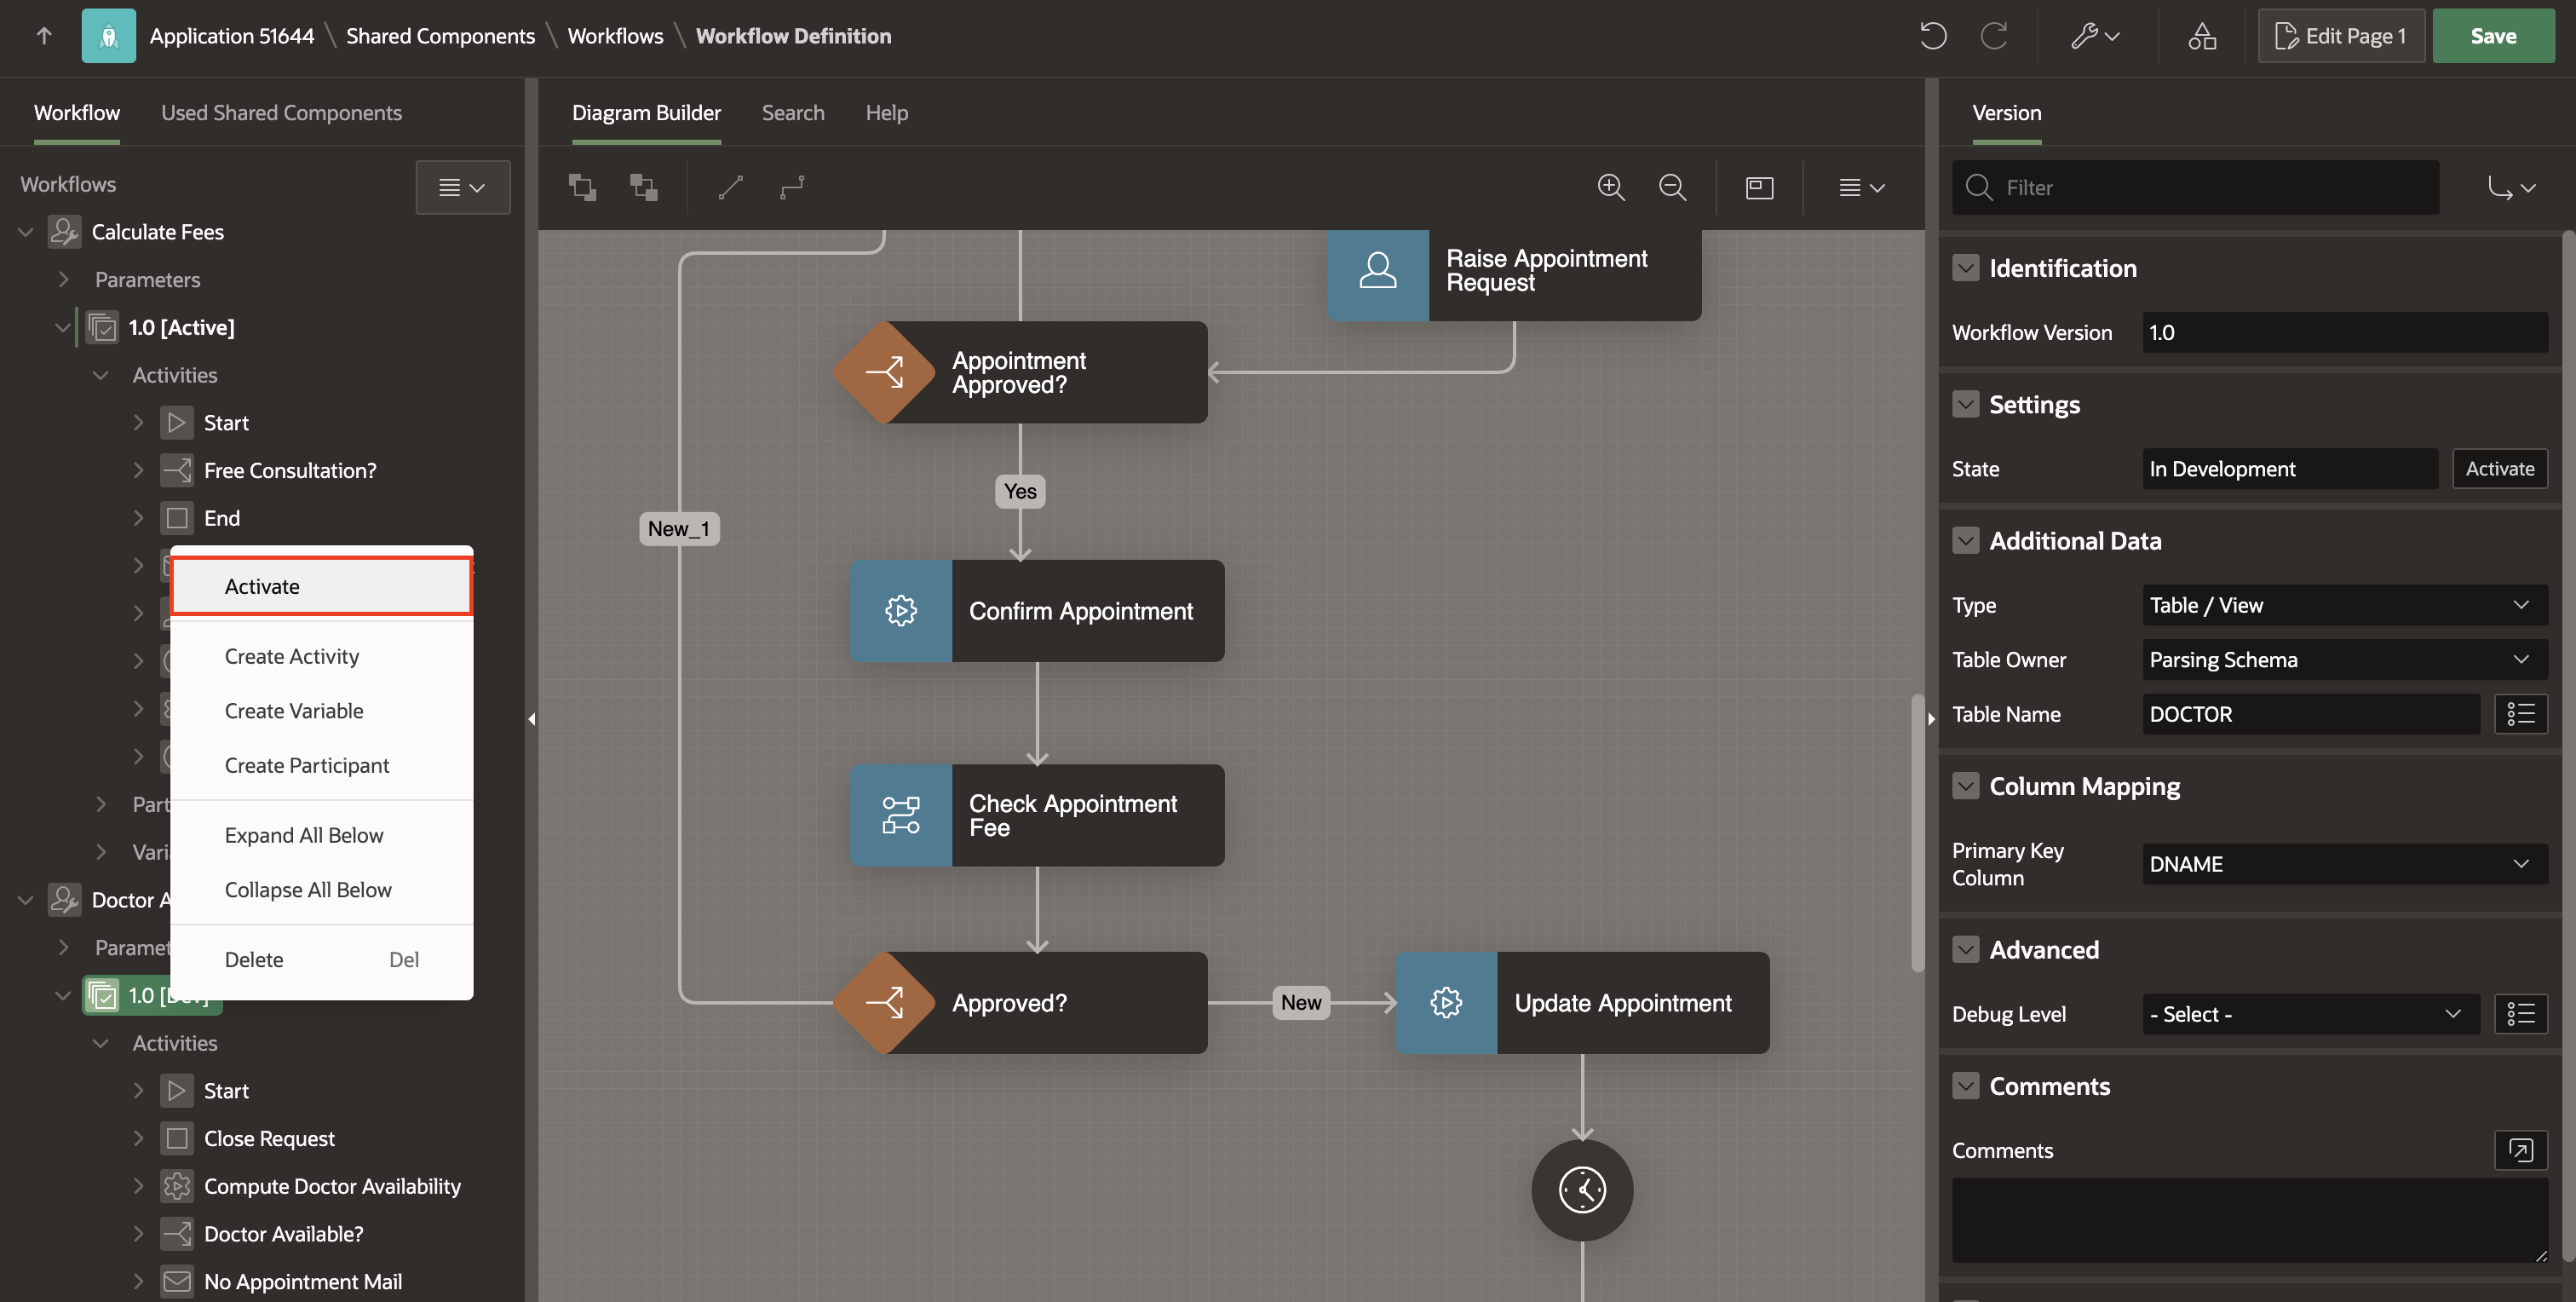 Application 51644 \ Shared Components \ Workflows \ Workflow Definition
Edit Page 1
Save
Workflow
Used Shared Components
Workflows
Calculate Fees
Parameters
1.0 [Active]
Activities
Start
Free Consultation?
End
Activate
Create Activity
Create Variable
Create Participant
Expand All Below
Collapse All Below
Delete Del
Part
Vari
Doctor A
Paramet
1.0 [Dev]
Activities
Start
Close Request
Compute Doctor Availability
Doctor Available?
No Appointment Mail
Diagram Builder
Search
Help
Raise Appointment
Request
Appointment
Approved?
Yes
New_1
Confirm Appointment
Check Appointment
Fee
Approved?
New
Update Appointment
Version
Filter
Identification
Workflow Version
1.0
Settings
State
In Development
Activate
Additional Data
Type
Table / View
Table Owner
Parsing Schema
Table Name
DOCTOR
Column Mapping
Primary Key
Column
DNAME
Advanced
Debug Level
- Select -
Comments
Comments